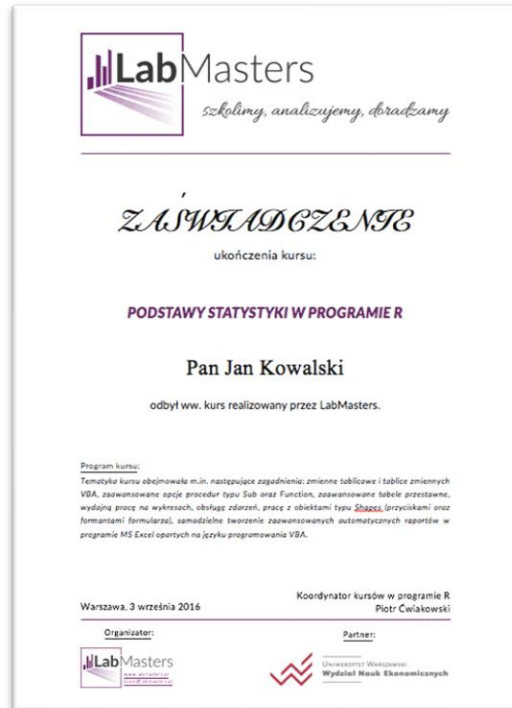 LabMasters
szkolimy, analizujemy, doradzamy
ZAŚWIADCZENIE
ukończenia kursu:
PODSTAWY STATYSTYKI W PROGRAMIE R
Pan Jan Kowalski
odbył ww. kurs realizowany przez LabMasters.
Program kursu:
Tematyka kursu obejmowała m.in. następujące zagadnienia: zmienne tablicowe i tablice zmiennych
VBA, zaawansowane opcje procedur typu Sub oraz Function, zaawansowane tabele przestawne,
wydajną pracę na wykresach, obsługę zdarzeń, pracę z obiektami typu Shapes (przyciskami oraz
formantami formularza), samodzielne tworzenie zaawansowanych automatycznych raportów w
programie MS Excel opartych na języku programowania VBA.
Koordynator kursów w programie R
Warszawa, 3 września 2016
Piotr Ćwiakowski
Organizator:
Partner:
LabMasters
www.labmasters.pl
Uniwersytet Warszawski
Wydział Nauk Ekonomicznych